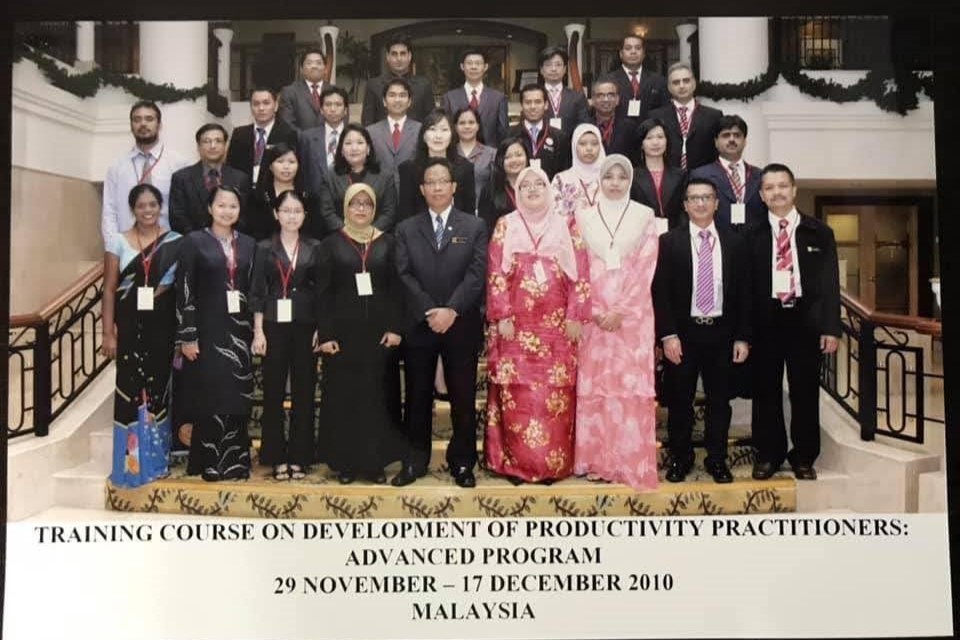 TRAINING COURSE ON DEVELOPMENT OF PRODUCTIVITY PRACTITIONERS:
ADVANCED PROGRAM
29 NOVEMBER – 17 DECEMBER 2010
MALAYSIA